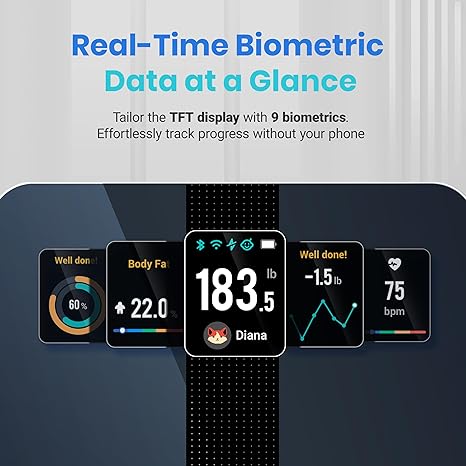 Real-Time Biometric
Data at a Glance
Tailor the TFT display with 9 biometrics.
Effortlessly track progress without your phone
Well done!
60 %
Body Fat
22.0 %
183.5 lb
Diana
Well done!
-1.5 lb
75
bpm